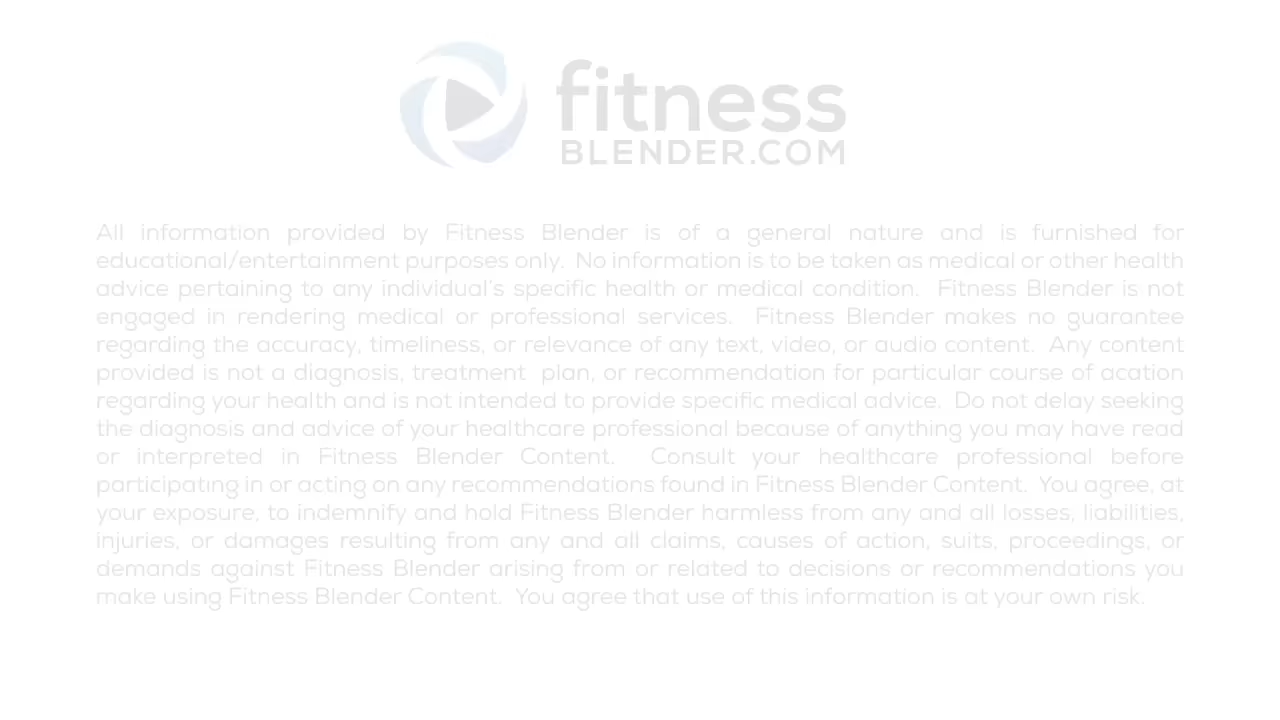 fitness
BLENDER.COM
All information provided by Fitness Blender is of a general nature and is furnished for
educational/entertainment purposes only. No information is to be taken as medical or other health
advice pertaining to any individual's specific health or medical condition. Fitness Blender is not
engaged in rendering medical or professional services. Fitness Blender makes no guarantee
regarding the accuracy, timeliness, or relevance of any text, video, or audio content. Any content
provided is not a diagnosis, treatment plan, or recommendation for particular course of acation
regarding your health and is not intended to provide specific medical advice. Do not delay seeking
the diagnosis and advice of your healthcare professional because of anything you may have read
or interpreted in Fitness Blender Content. Consult your healthcare professional before
participating in or acting on any recommendations found in Fitness Blender Content. You agree, at
your exposure, to indemnify and hold Fitness Blender harmless from any and all losses, liabilities,
injuries, or damages resulting from any and all claims, causes of action, suits, proceedings, or
demands against Fitness Blender arising from or related to decisions or recommendations you
make using Fitness Blender Content. You agree that use of this information is at your own risk.